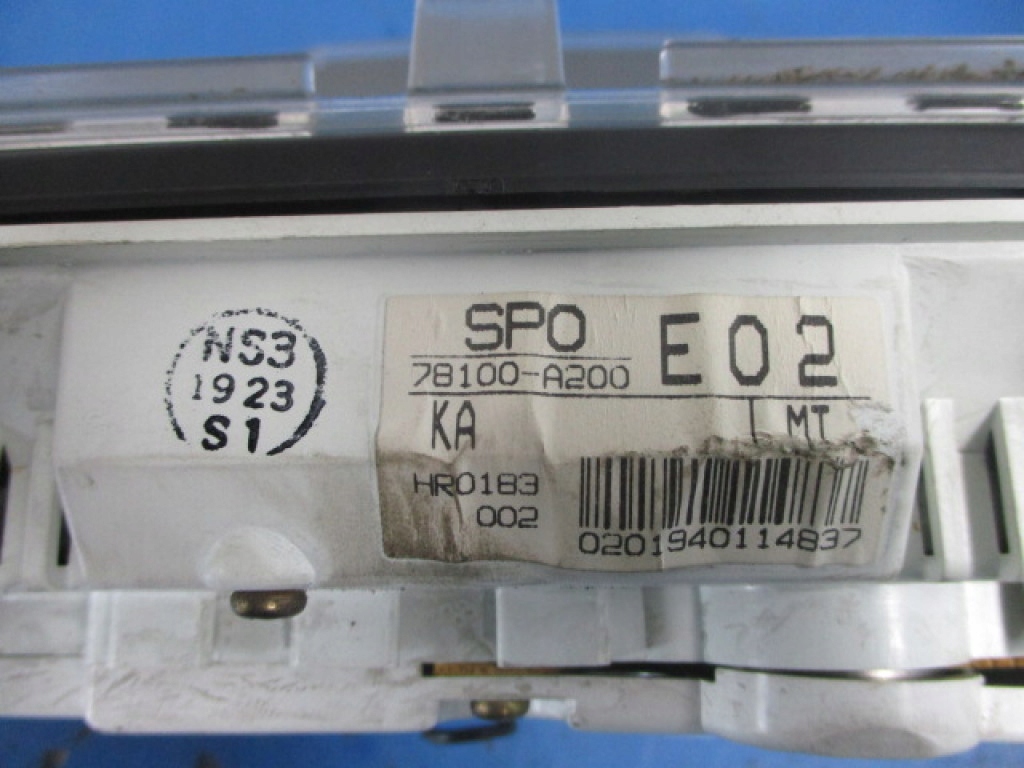 NS3
1923
S1
SPO E02
78100-A200
KA MT
HR0183
002
0201940114837